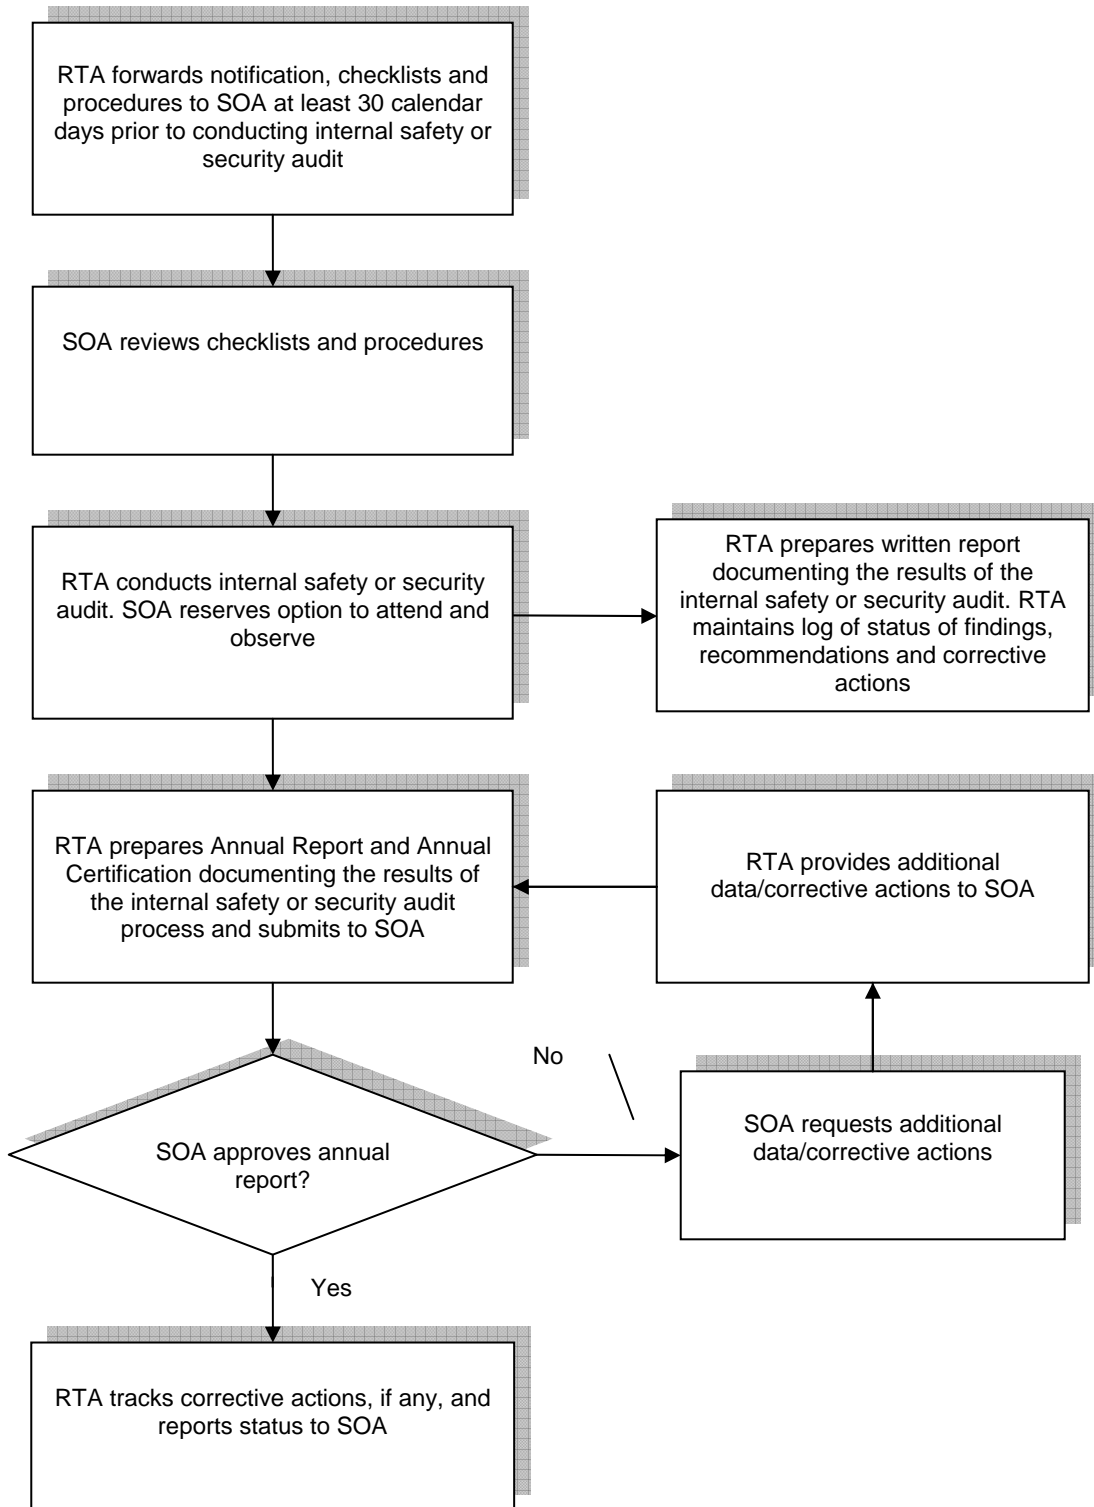 RTA forwards notification, checklists and
procedures to SOA at least 30 calendar
days prior to conducting internal safety or
security audit
SOA reviews checklists and procedures
RTA conducts internal safety or security
audit. SOA reserves option to attend and
observe
RTA prepares written report
documenting the results of the
internal safety or security audit. RTA
maintains log of status of findings,
recommendations and corrective
actions
RTA prepares Annual Report and Annual
Certification documenting the results of
the internal safety or security audit
process and submits to SOA
RTA provides additional
data/corrective actions to SOA
SOA approves annual
report?
No
SOA requests additional
data/corrective actions
Yes
RTA tracks corrective actions, if any, and
reports status to SOA